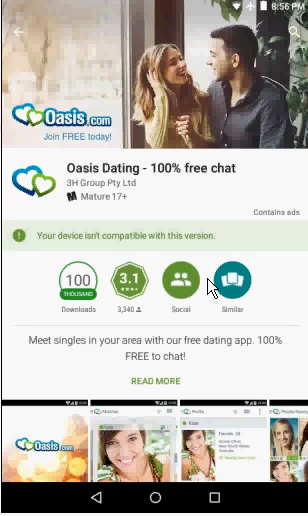 8:56 PM
Oasis.com
Join FREE today!
Oasis Dating - 100% free chat
3H Group Pty Ltd
Mature 17+
Contains ads
Your device isn't compatible with this version.
100
THOUSAND
3.1
Downloads
3,340
Social
Similar
Meet singles in your area with our free dating app. 100%
FREE to chat!
READ MORE
Oasis.com
Matches
Profile